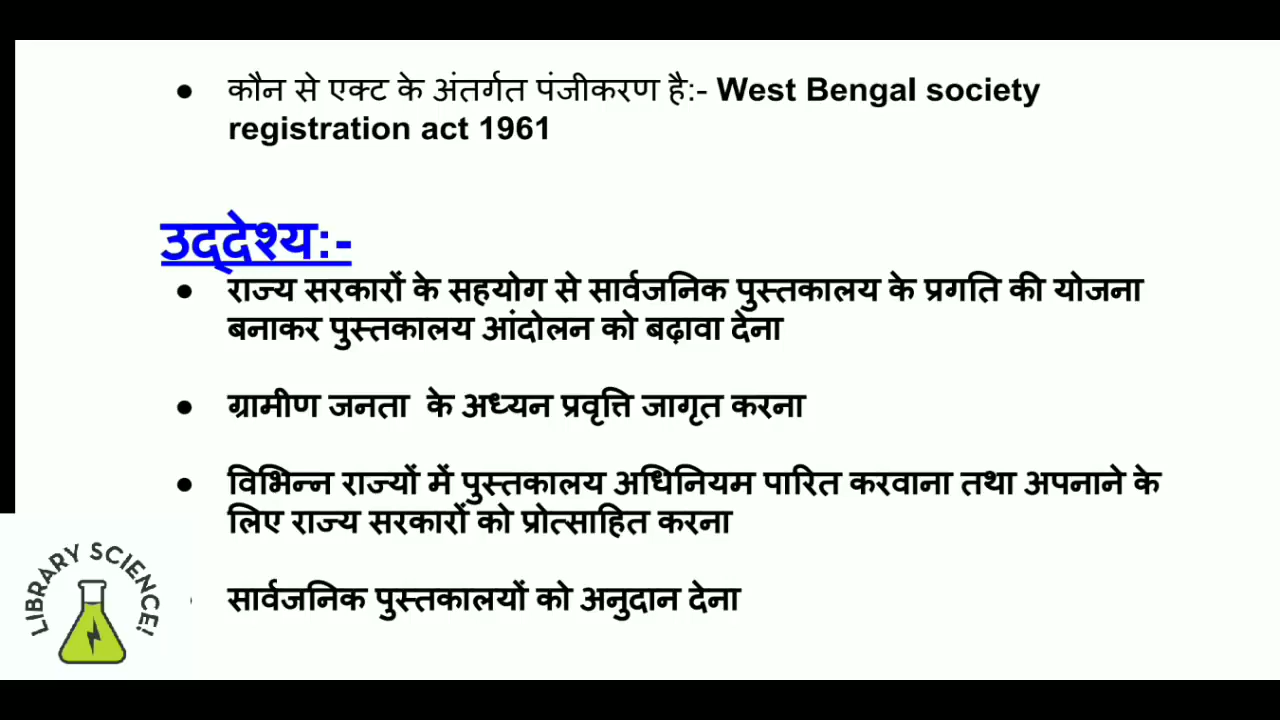 ● कौन से एक्ट के अंतर्गत पंजीकरण है:- West Bengal society
registration act 1961
उद्देश्य:-
● राज्य सरकारों के सहयोग से सार्वजनिक पुस्तकालय के प्रगति की योजना
बनाकर पुस्तकालय आंदोलन को बढ़ावा देना
● ग्रामीण जनता के अध्यन प्रवृत्ति जागृत करना
● विभिन्न राज्यों में पुस्तकालय अधिनियम पारित करवाना तथा अपनाने के
लिए राज्य सरकारों को प्रोत्साहित करना
सार्वजनिक पुस्तकालयों को अनुदान देना
LIBRARY SCIENCE!